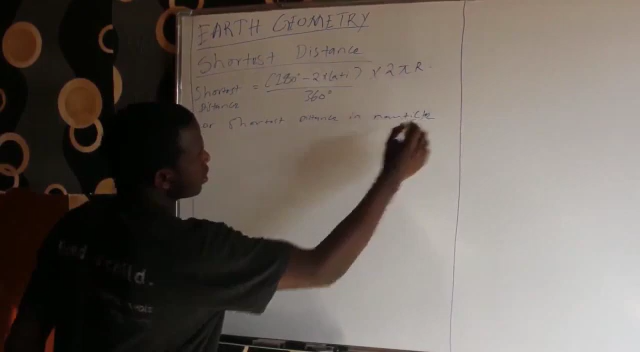 EARTH GEOMETRY
Shortest Distance
Shortest distance = (180° - 2×lat) × 2πR
360°
or Shortest distance in nautical